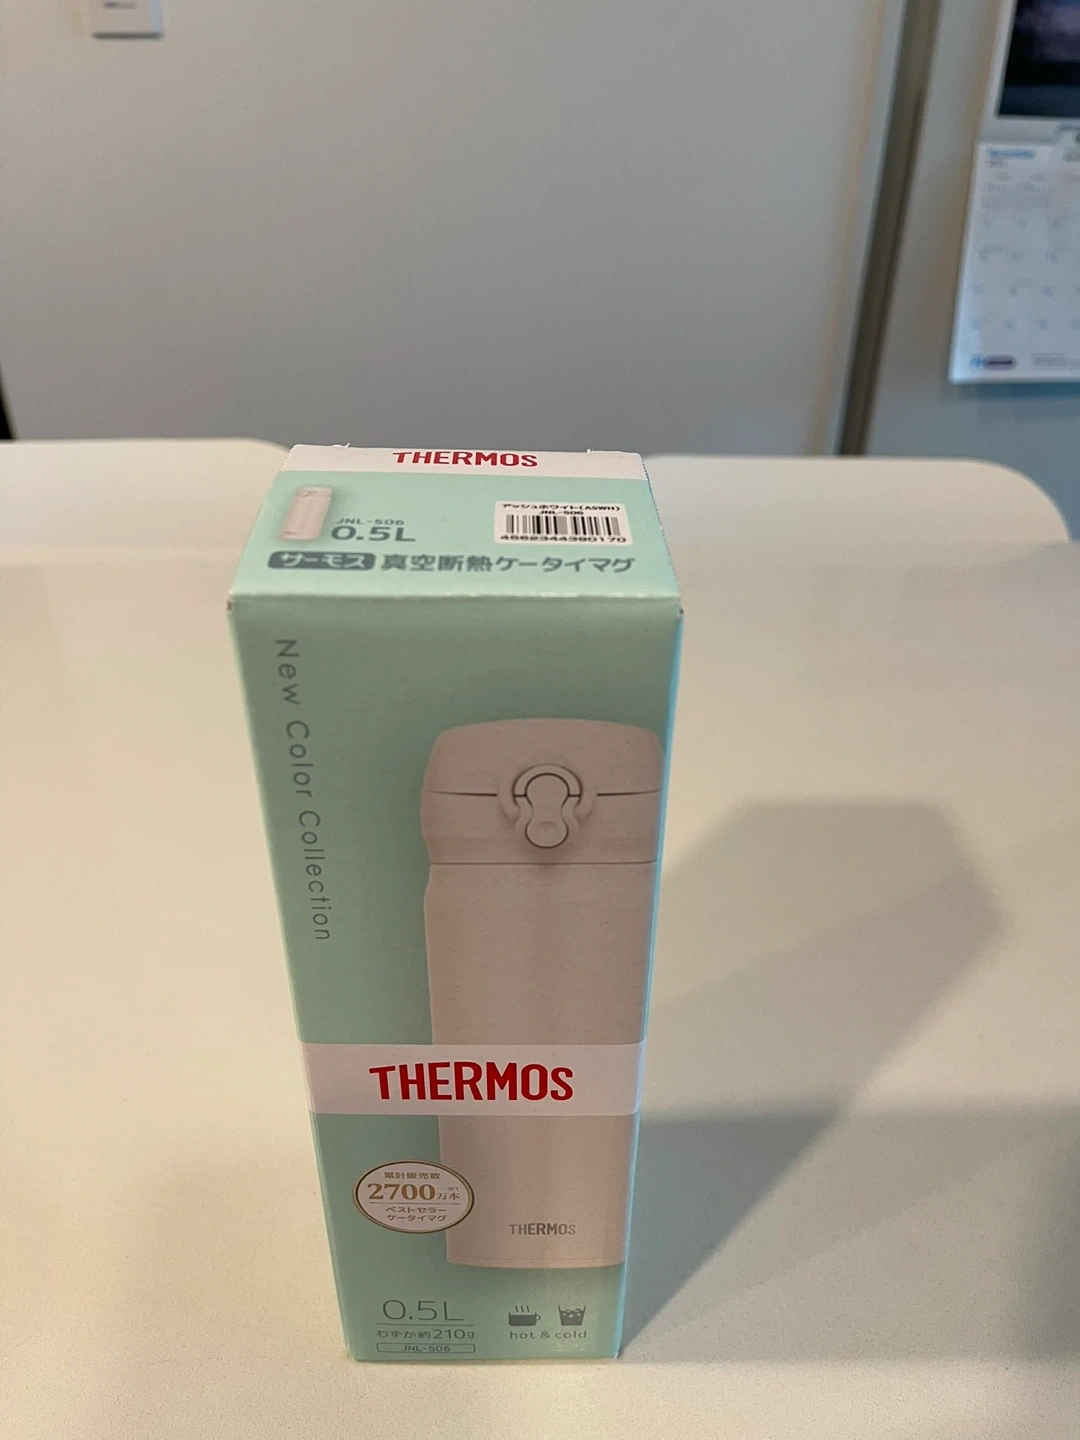 THERMOS
アッシュホワイト(ASWH)
JNL-506
4562344390170
JNL-506
0.5L
サーモス 真空断熱ケータイマグ
New Color Collection
THERMOS
累計販売数
2700万本※1
ベストセラー
ケータイマグ
THERMOS
0.5L
わずか約210g
JNL-506
hot & cold